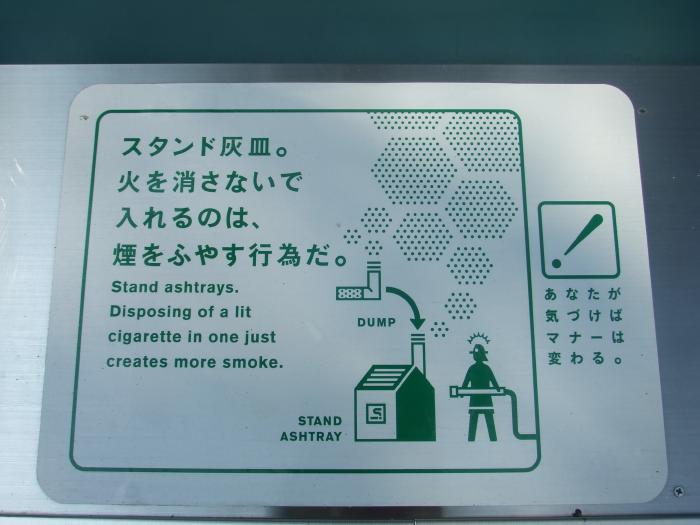 スタンド灰皿。
火を消さないで
入れるのは、
煙をふやす行為だ。
Stand ashtrays.
Disposing of a lit
cigarette in one just
creates more smoke.
DUMP
STAND
ASHTRAY
S
あなたが
気づけば
マナーは
変わる。